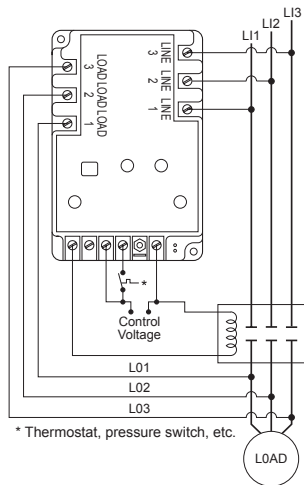 LI3
LI2
LI1
3 LINE
2 LINE
1 LINE
LOAD 3
LOAD 2
LOAD 1
*
Control
Voltage
L01
L02
L03
* Thermostat, pressure switch, etc.
L0AD